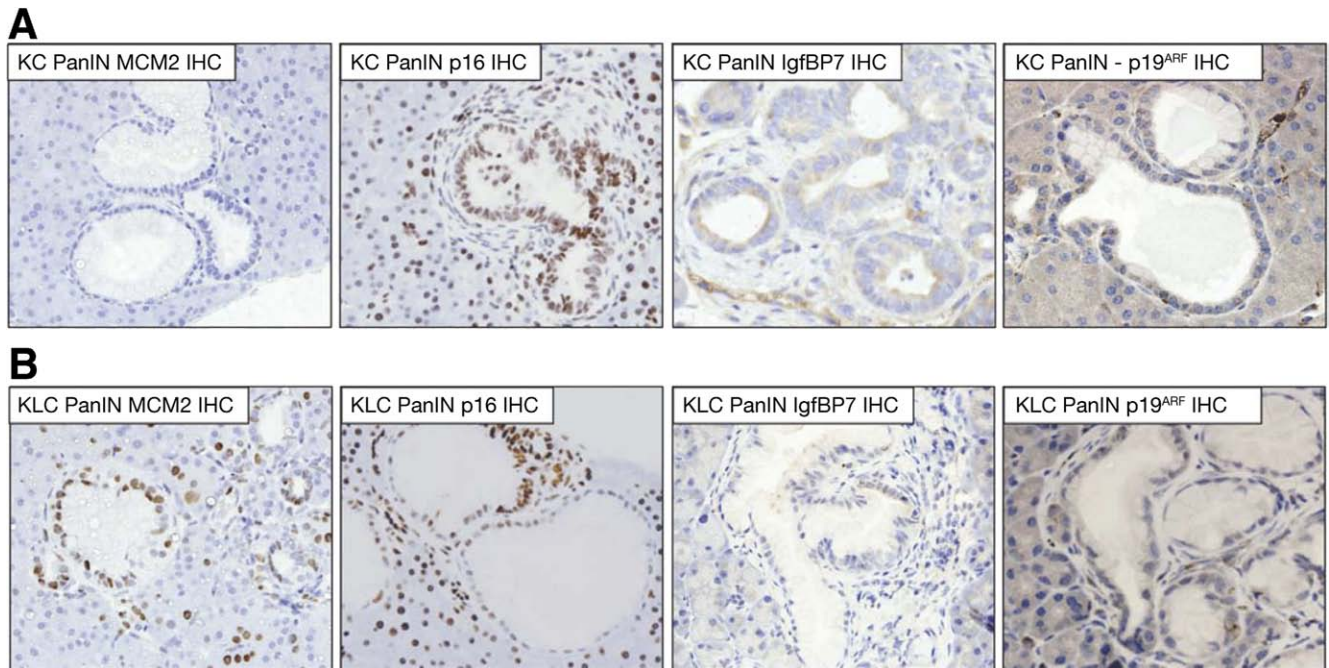 A
KC PanIN MCM2 IHC
KC PanIN p16 IHC
KC PanIN IgfBP7 IHC
KC PanIN - p19ᴬᴿᶠ IHC
B
KLC PanIN MCM2 IHC
KLC PanIN p16 IHC
KLC PanIN IgfBP7 IHC
KLC PanIN p19ᴬᴿᶠ IHC